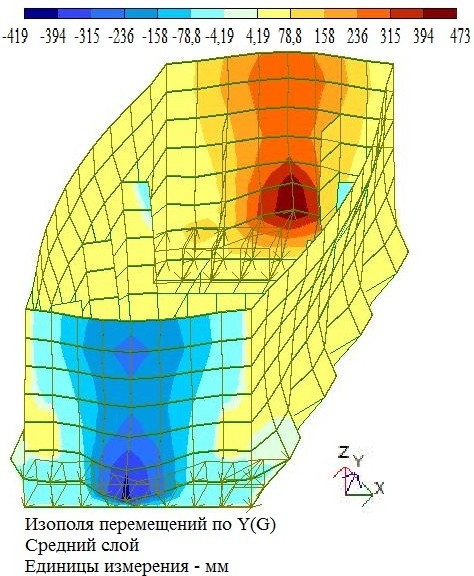 -419 -394 -315 -236 -158 -78,8 -4,19 4,19 78,8 158 236 315 394 473
Z
Y
X
Изополя перемещений по Y(G)
Средний слой
Единицы измерения - мм